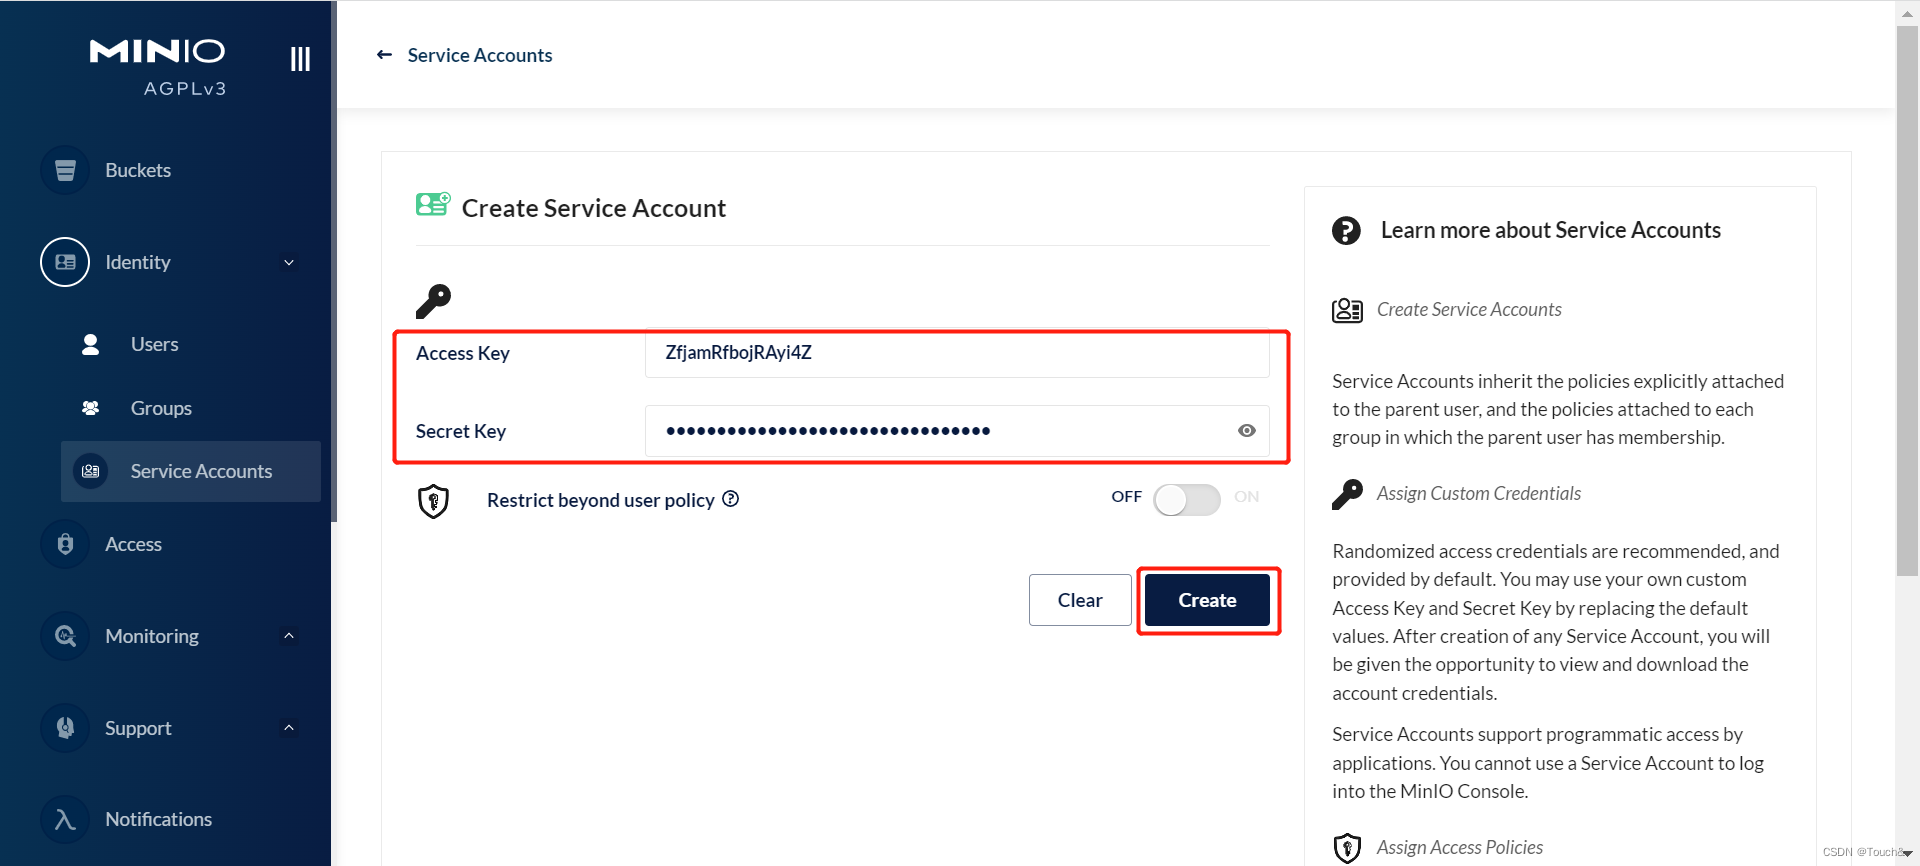 MINIO
AGPLv3
Buckets
Identity
Users
Groups
Service Accounts
Access
Monitoring
Support
Notifications
Service Accounts
Create Service Account
Access Key
ZfjamRfbojRAyi4Z
Secret Key
••••••••••••••••••••••••••••••••
Restrict beyond user policy
OFF
ON
Clear
Create
Learn more about Service Accounts
Create Service Accounts
Service Accounts inherit the policies explicitly attached
to the parent user, and the policies attached to each
group in which the parent user has membership.
Assign Custom Credentials
Randomized access credentials are recommended, and
provided by default. You may use your own custom
Access Key and Secret Key by replacing the default
values. After creation of any Service Account, you will
be given the opportunity to view and download the
account credentials.
Service Accounts support programmatic access by
applications. You cannot use a Service Account to log
into the MinIO Console.
Assign Access Policies
CSDN @Touch&